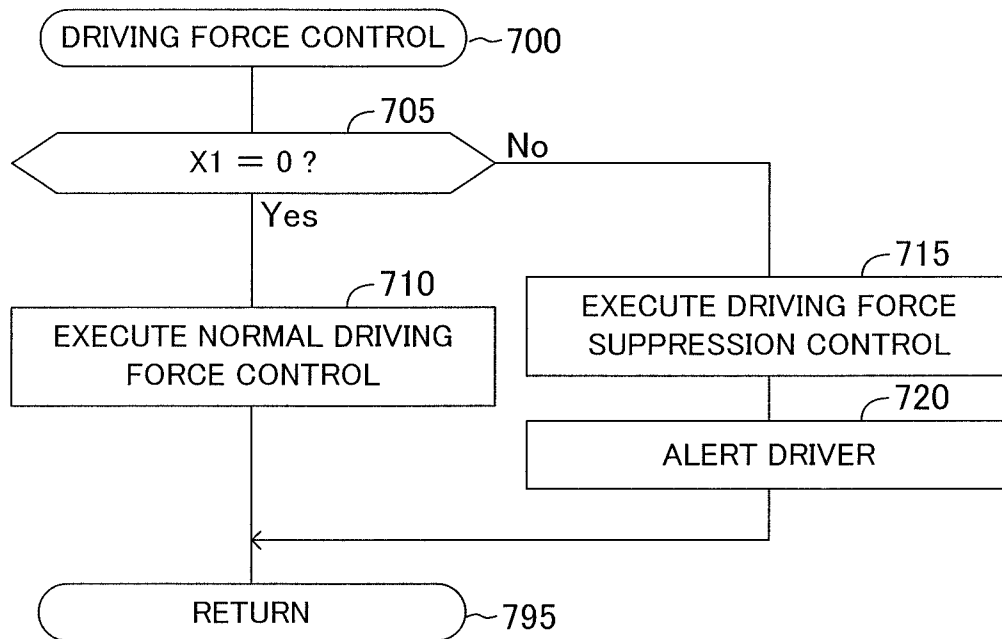 DRIVING FORCE CONTROL
700
705
X1 = 0 ?
No
Yes
710
EXECUTE NORMAL DRIVING
FORCE CONTROL
715
EXECUTE DRIVING FORCE
SUPPRESSION CONTROL
720
ALERT DRIVER
RETURN
795